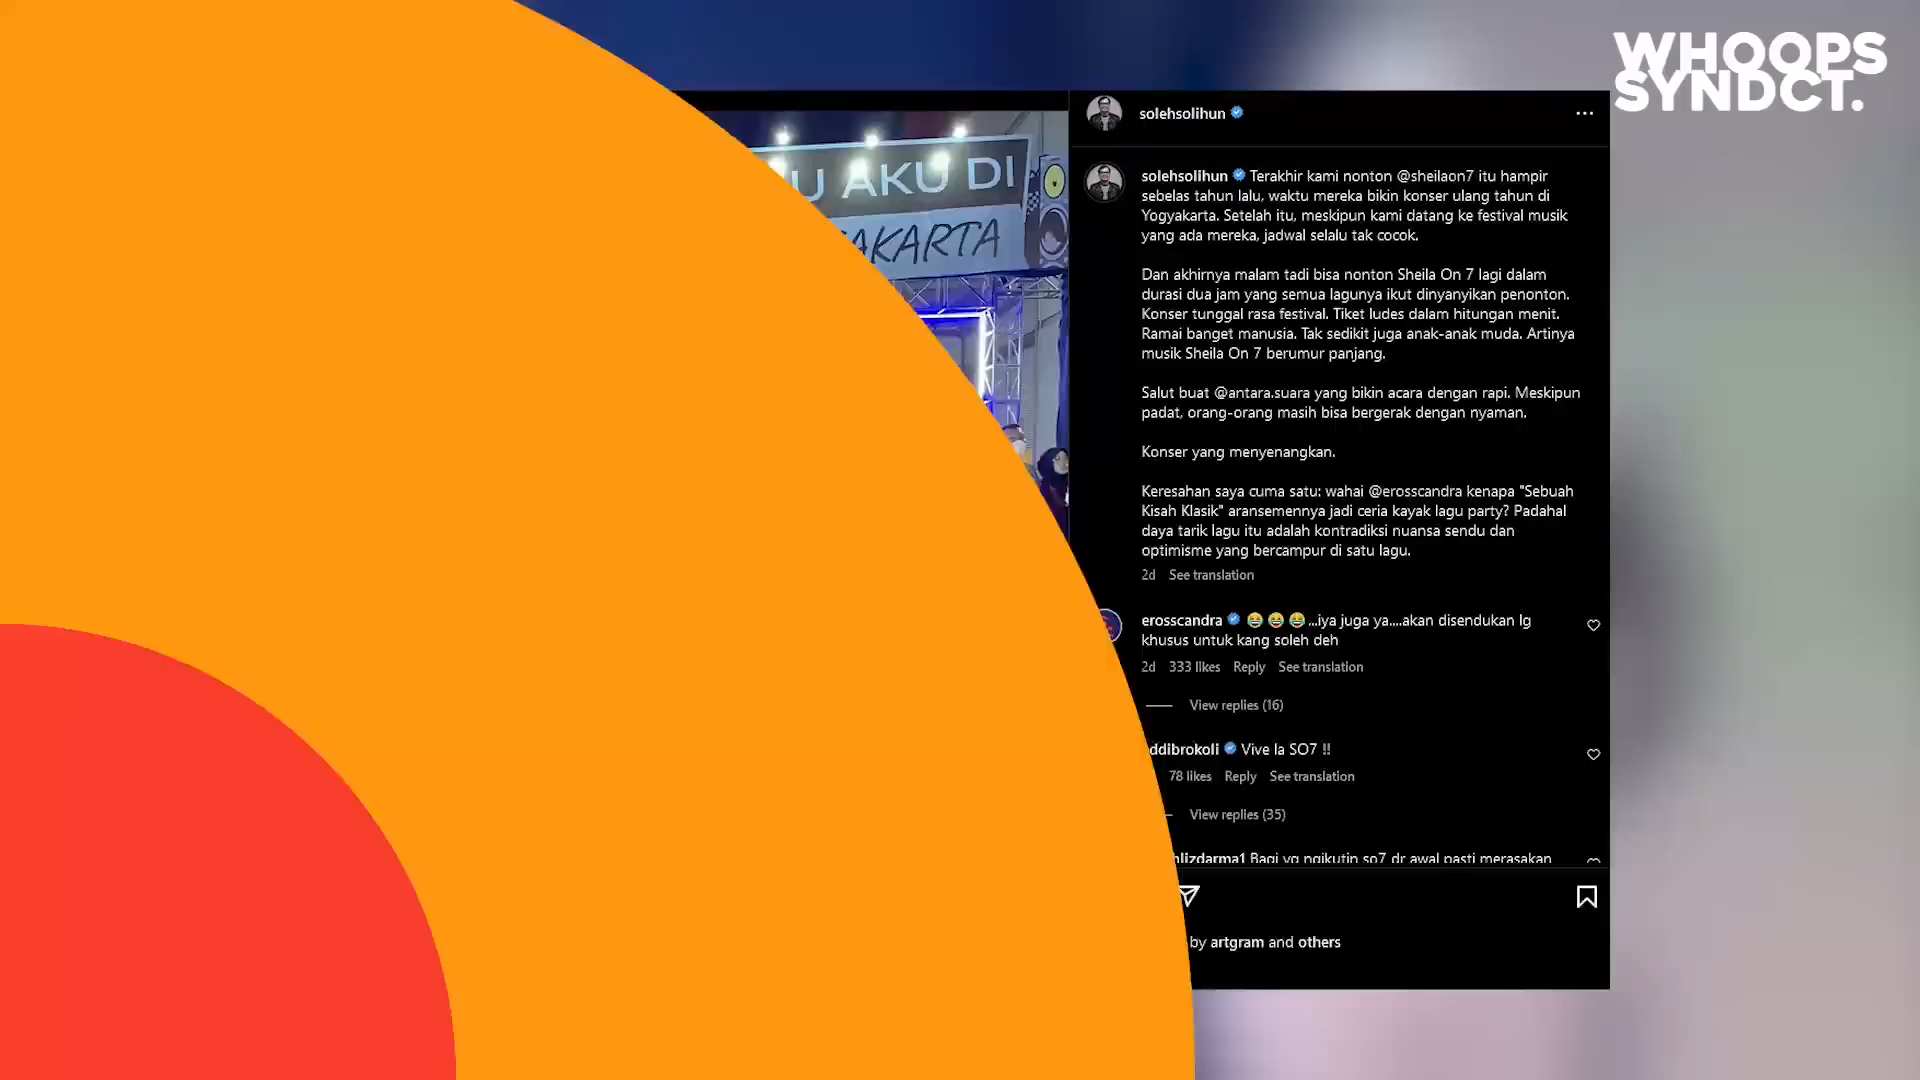 WHOOPS
SYNDCT.
U AKU DI
AKARTA
solehsolihun
solehsolihun Terakhir kami nonton @sheilaon7 itu hampir
sebelas tahun lalu, waktu mereka bikin konser ulang tahun di
Yogyakarta. Setelah itu, meskipun kami datang ke festival musik
yang ada mereka, jadwal selalu tak cocok.
Dan akhirnya malam tadi bisa nonton Sheila On 7 lagi dalam
durasi dua jam yang semua lagunya ikut dinyanyikan penonton.
Konser tunggal rasa festival. Tiket ludes dalam hitungan menit.
Ramai banget manusia. Tak sedikit juga anak-anak muda. Artinya
musik Sheila On 7 berumur panjang.
Salut buat @antara.suara yang bikin acara dengan rapi. Meskipun
padat, orang-orang masih bisa bergerak dengan nyaman.
Konser yang menyenangkan.
Keresahan saya cuma satu: wahai @erosscandra kenapa "Sebuah
Kisah Klasik" aransemennya jadi ceria kayak lagu party? Padahal
daya tarik lagu itu adalah kontradiksi nuansa sendu dan
optimisme yang bercampur di satu lagu.
2d See translation
erosscandra 😂😂😂...iya juga ya....akan disendukan lg
khusus untuk kang soleh deh
2d 333 likes Reply See translation
View replies (16)
ddibrokoli Vive la SO7 !!
78 likes Reply See translation
View replies (35)
hlizdarma1 Bagi yg ngikutin so7 dr awal pasti merasakan
by artgram and others